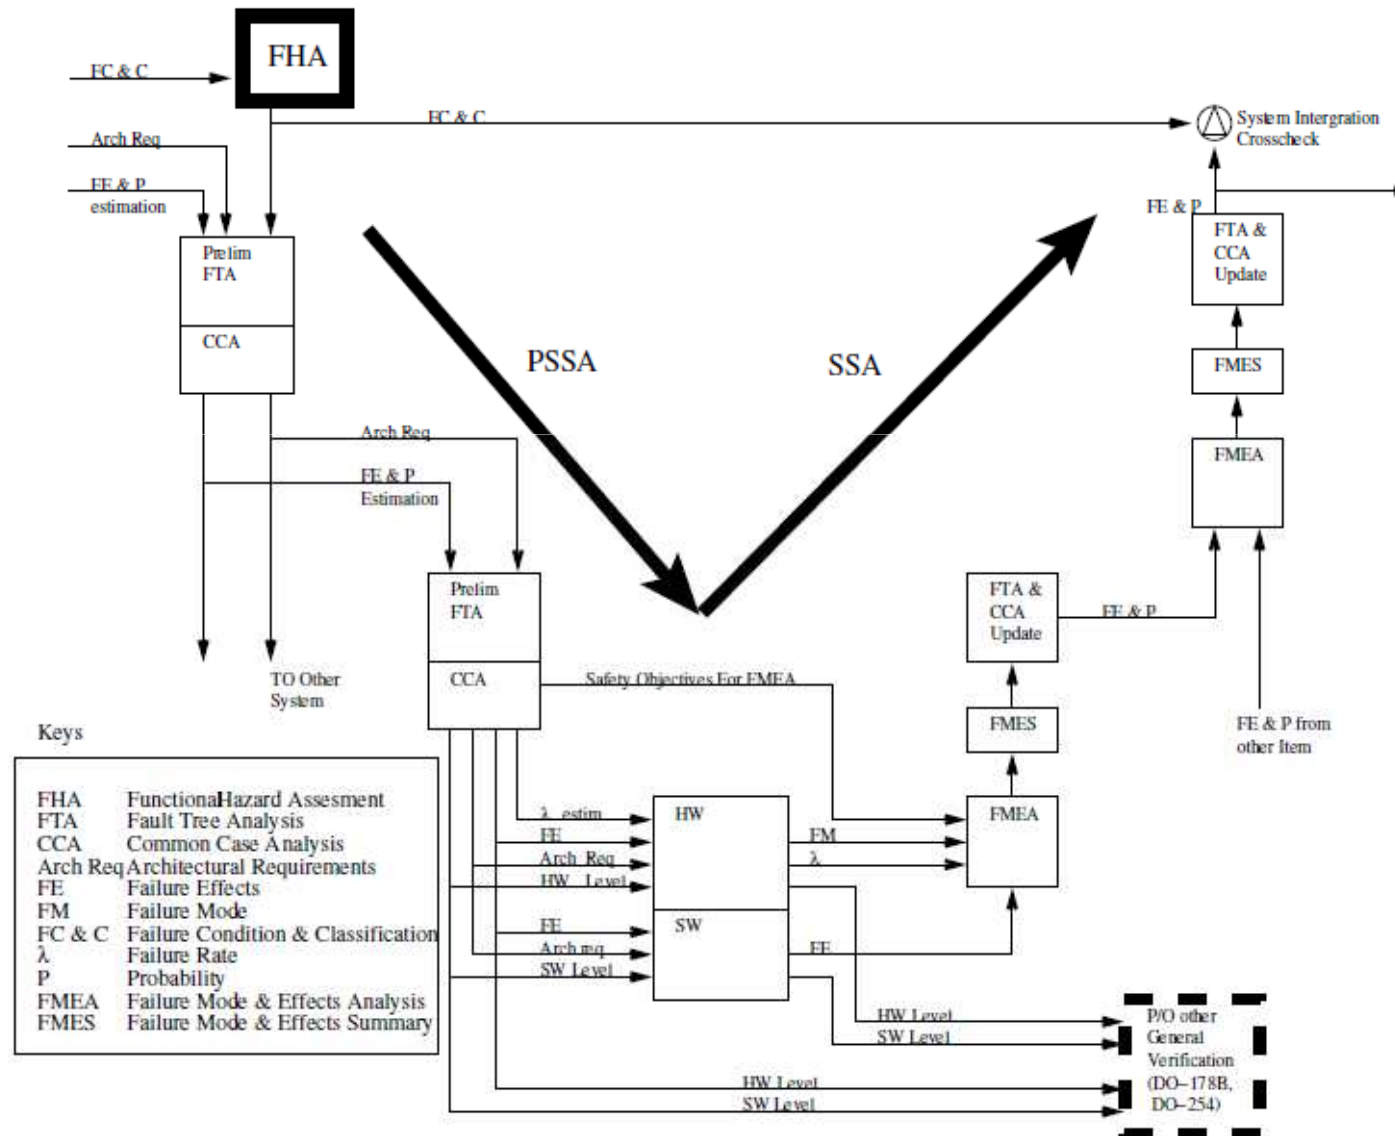 FHA
FC & C
FC & C
System Intergration
Crosscheck
Arch Req
FE & P
estimation
FE & P
Prelim
FTA
CCA
FTA &
CCA
Update
PSSA
SSA
FMES
Arch Req
FE & P
Estimation
FMEA
Prelim
FTA
CCA
FTA &
CCA
Update
FE & P
TO Other
System
Safety Objectives For FMEA
FMES
FE & P from
other Item
Keys
FHA FunctionalHazard Assesment
FTA Fault Tree Analysis
CCA Common Case Analysis
Arch Req Architectural Requirements
FE Failure Effects
FM Failure Mode
FC & C Failure Condition & Classification
λ Failure Rate
P Probability
FMEA Failure Mode & Effects Analysis
FMES Failure Mode & Effects Summary
λ estim
FE
Arch Req
HW Level
HW
FM
λ
FMEA
FE
Arch req
SW Level
SW
FE
HW Level
SW Level
HW Level
SW Level
P/O other
General
Verification
(DO-178B,
DO-254)